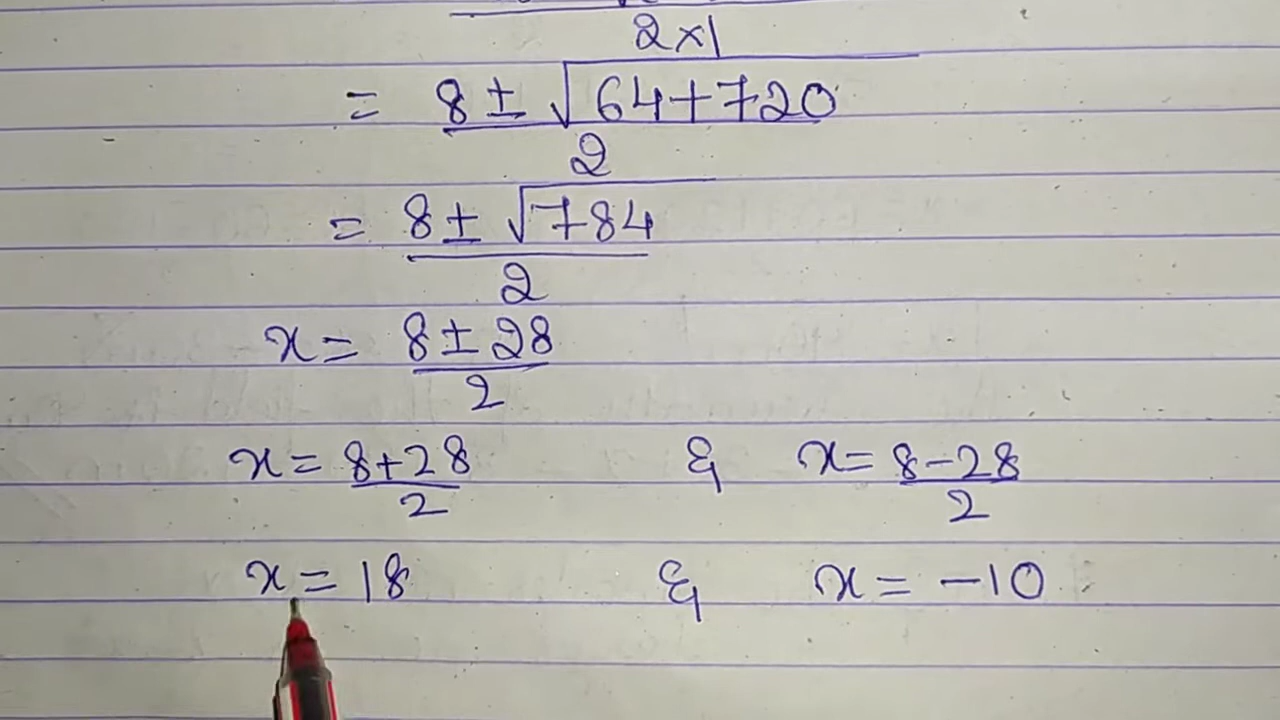 2×1
= 8 ± √64+720
2
= 8 ± √784
2
x = 8 ± 28
2
x = 8+28 & x = 8-28
2 2
x = 18 & x = -10